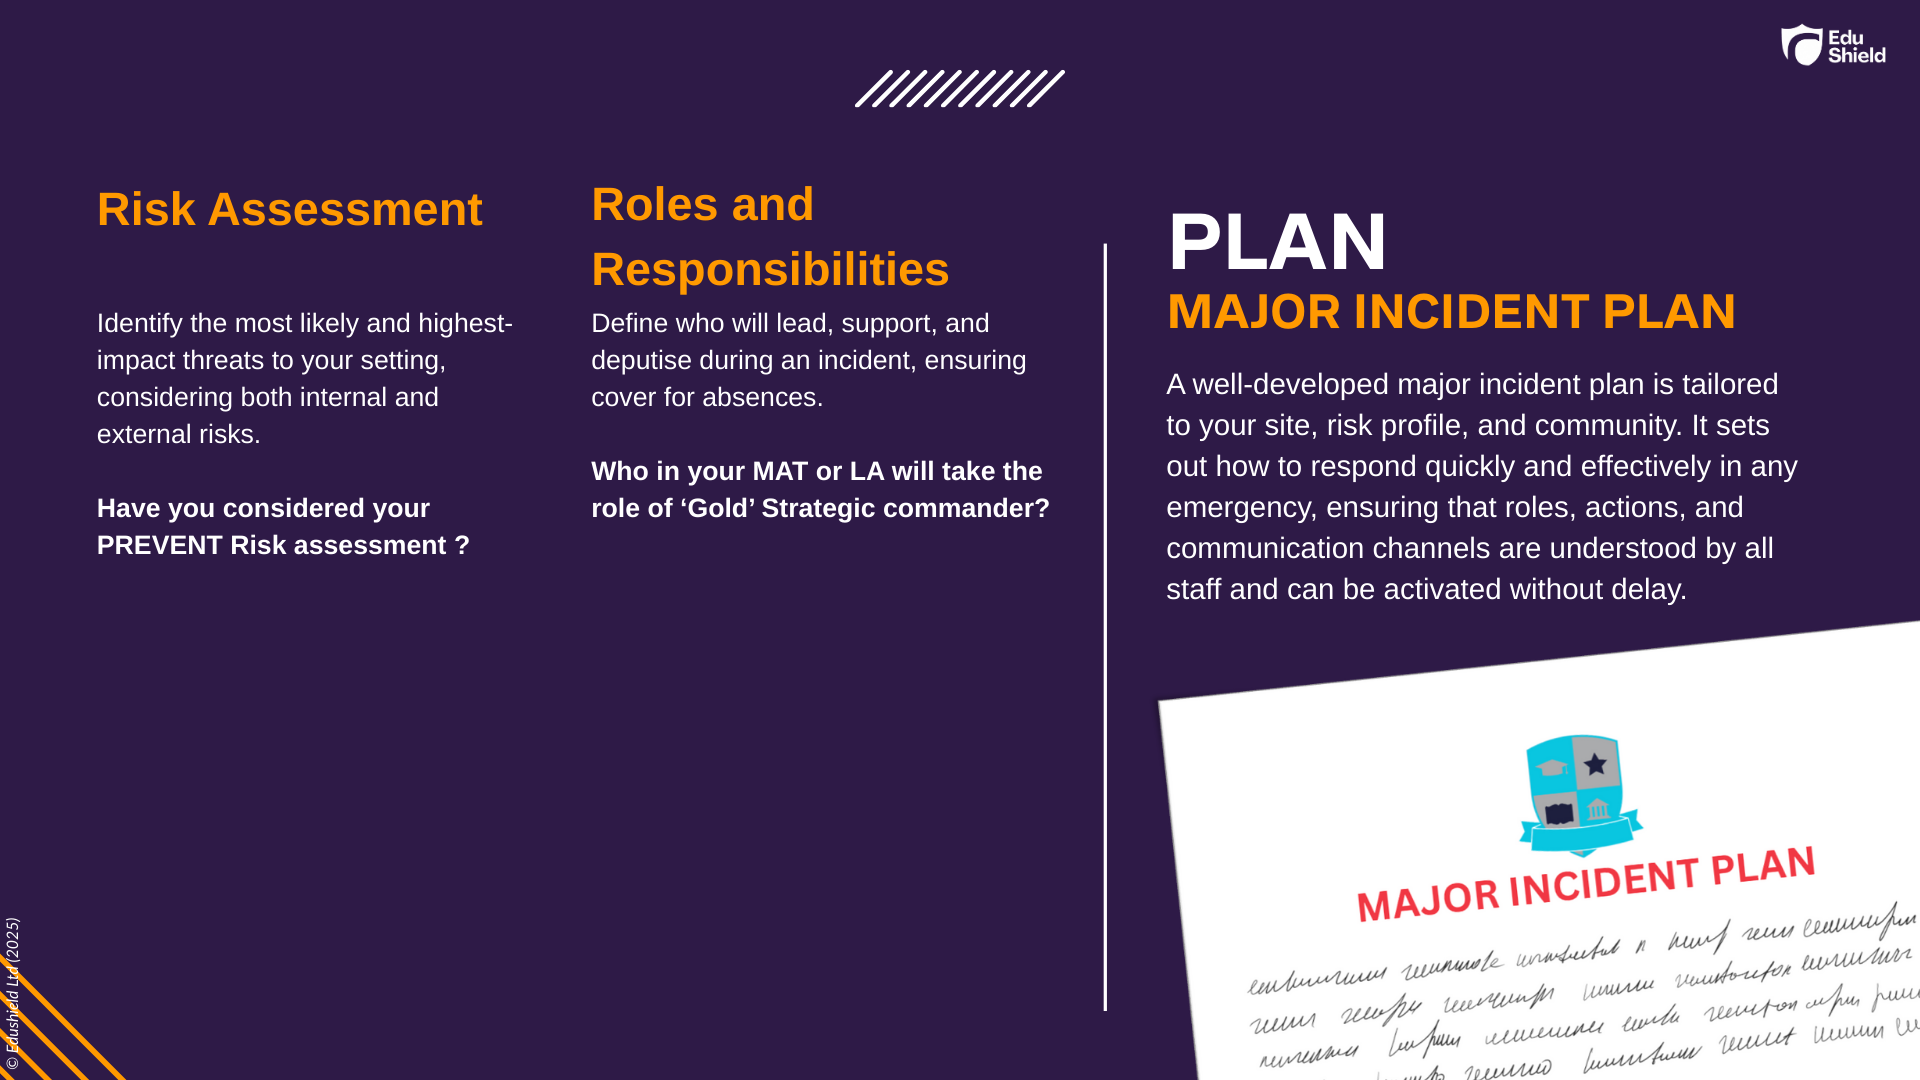 Edu
Shield
Risk Assessment
Identify the most likely and highest-
impact threats to your setting,
considering both internal and
external risks.
Have you considered your
PREVENT Risk assessment ?
Roles and
Responsibilities
Define who will lead, support, and
deputise during an incident, ensuring
cover for absences.
Who in your MAT or LA will take the
role of ‘Gold’ Strategic commander?
PLAN
MAJOR INCIDENT PLAN
A well-developed major incident plan is tailored
to your site, risk profile, and community. It sets
out how to respond quickly and effectively in any
emergency, ensuring that roles, actions, and
communication channels are understood by all
staff and can be activated without delay.
MAJOR INCIDENT PLAN
© Edushield Ltd (2025)